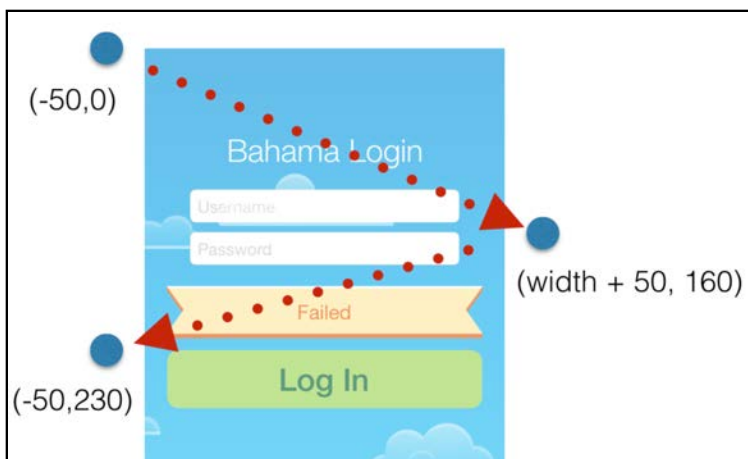 (-50,0)
Bahama Login
Username
Password
(width + 50, 160)
Failed
Log In
(-50,230)